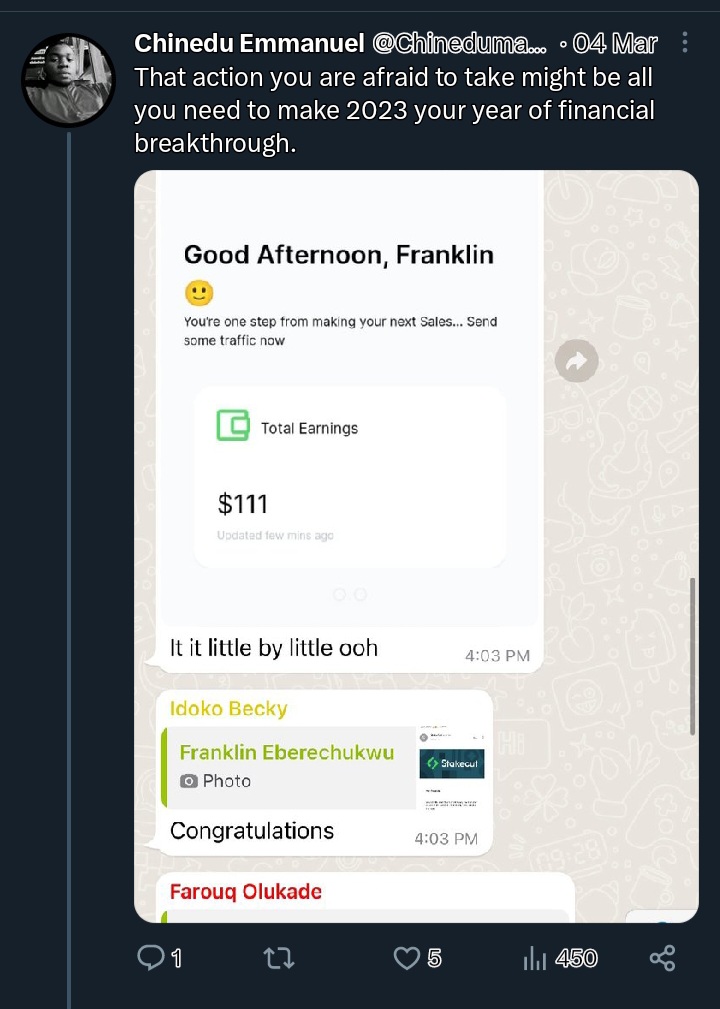 Chinedu Emmanuel @Chineduma... · 04 Mar
That action you are afraid to take might be all
you need to make 2023 your year of financial
breakthrough.
Good Afternoon, Franklin
🙂
You're one step from making your next Sales... Send
some traffic now
Total Earnings
$111
Updated few mins ago
It it little by little ooh
4:03 PM
Idoko Becky
Franklin Eberechukwu
Photo
Stakecut
Congratulations
4:03 PM
Farouq Olukade
1
5
450